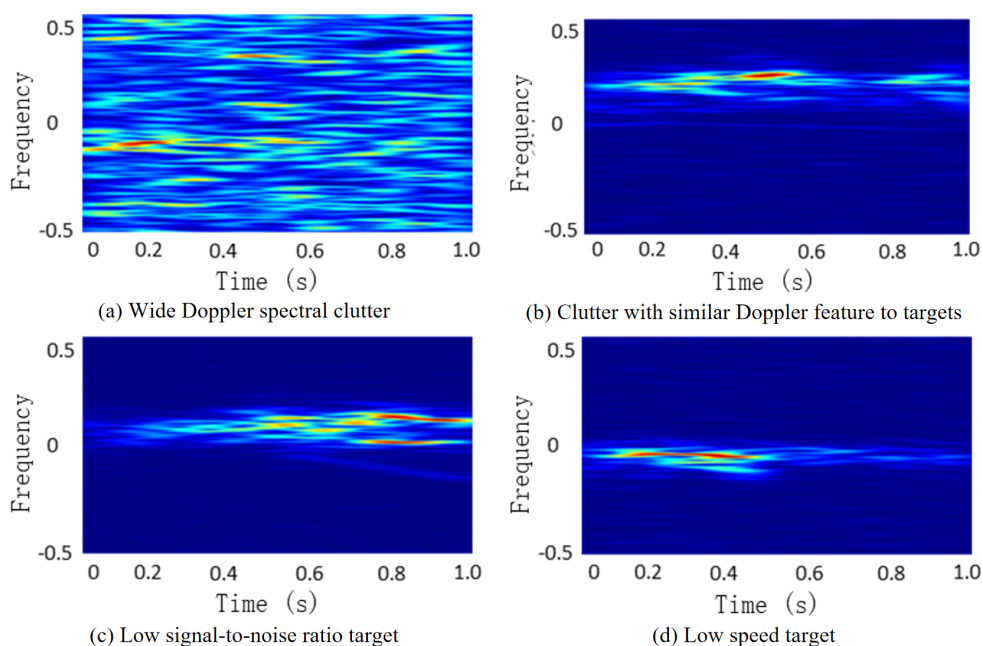 0.5
0
-0.5
Frequency
0 0.2 0.4 0.6 0.8 1.0
Time (s)
(a) Wide Doppler spectral clutter
0.5
0
-0.5
Frequency
0 0.2 0.4 0.6 0.8 1.0
Time (s)
(b) Clutter with similar Doppler feature to targets
0.5
0
-0.5
Frequency
0 0.2 0.4 0.6 0.8 1.0
Time (s)
(c) Low signal-to-noise ratio target
0.5
0
-0.5
Frequency
0 0.2 0.4 0.6 0.8 1.0
Time (s)
(d) Low speed target